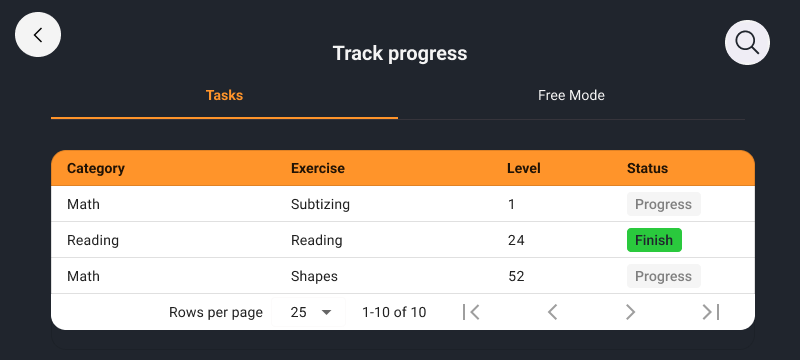 Track progress
Tasks Free Mode
Category Exercise Level Status
Math Subtizing 1 Progress
Reading Reading 24 Finish
Math Shapes 52 Progress
Rows per page 25 1-10 of 10